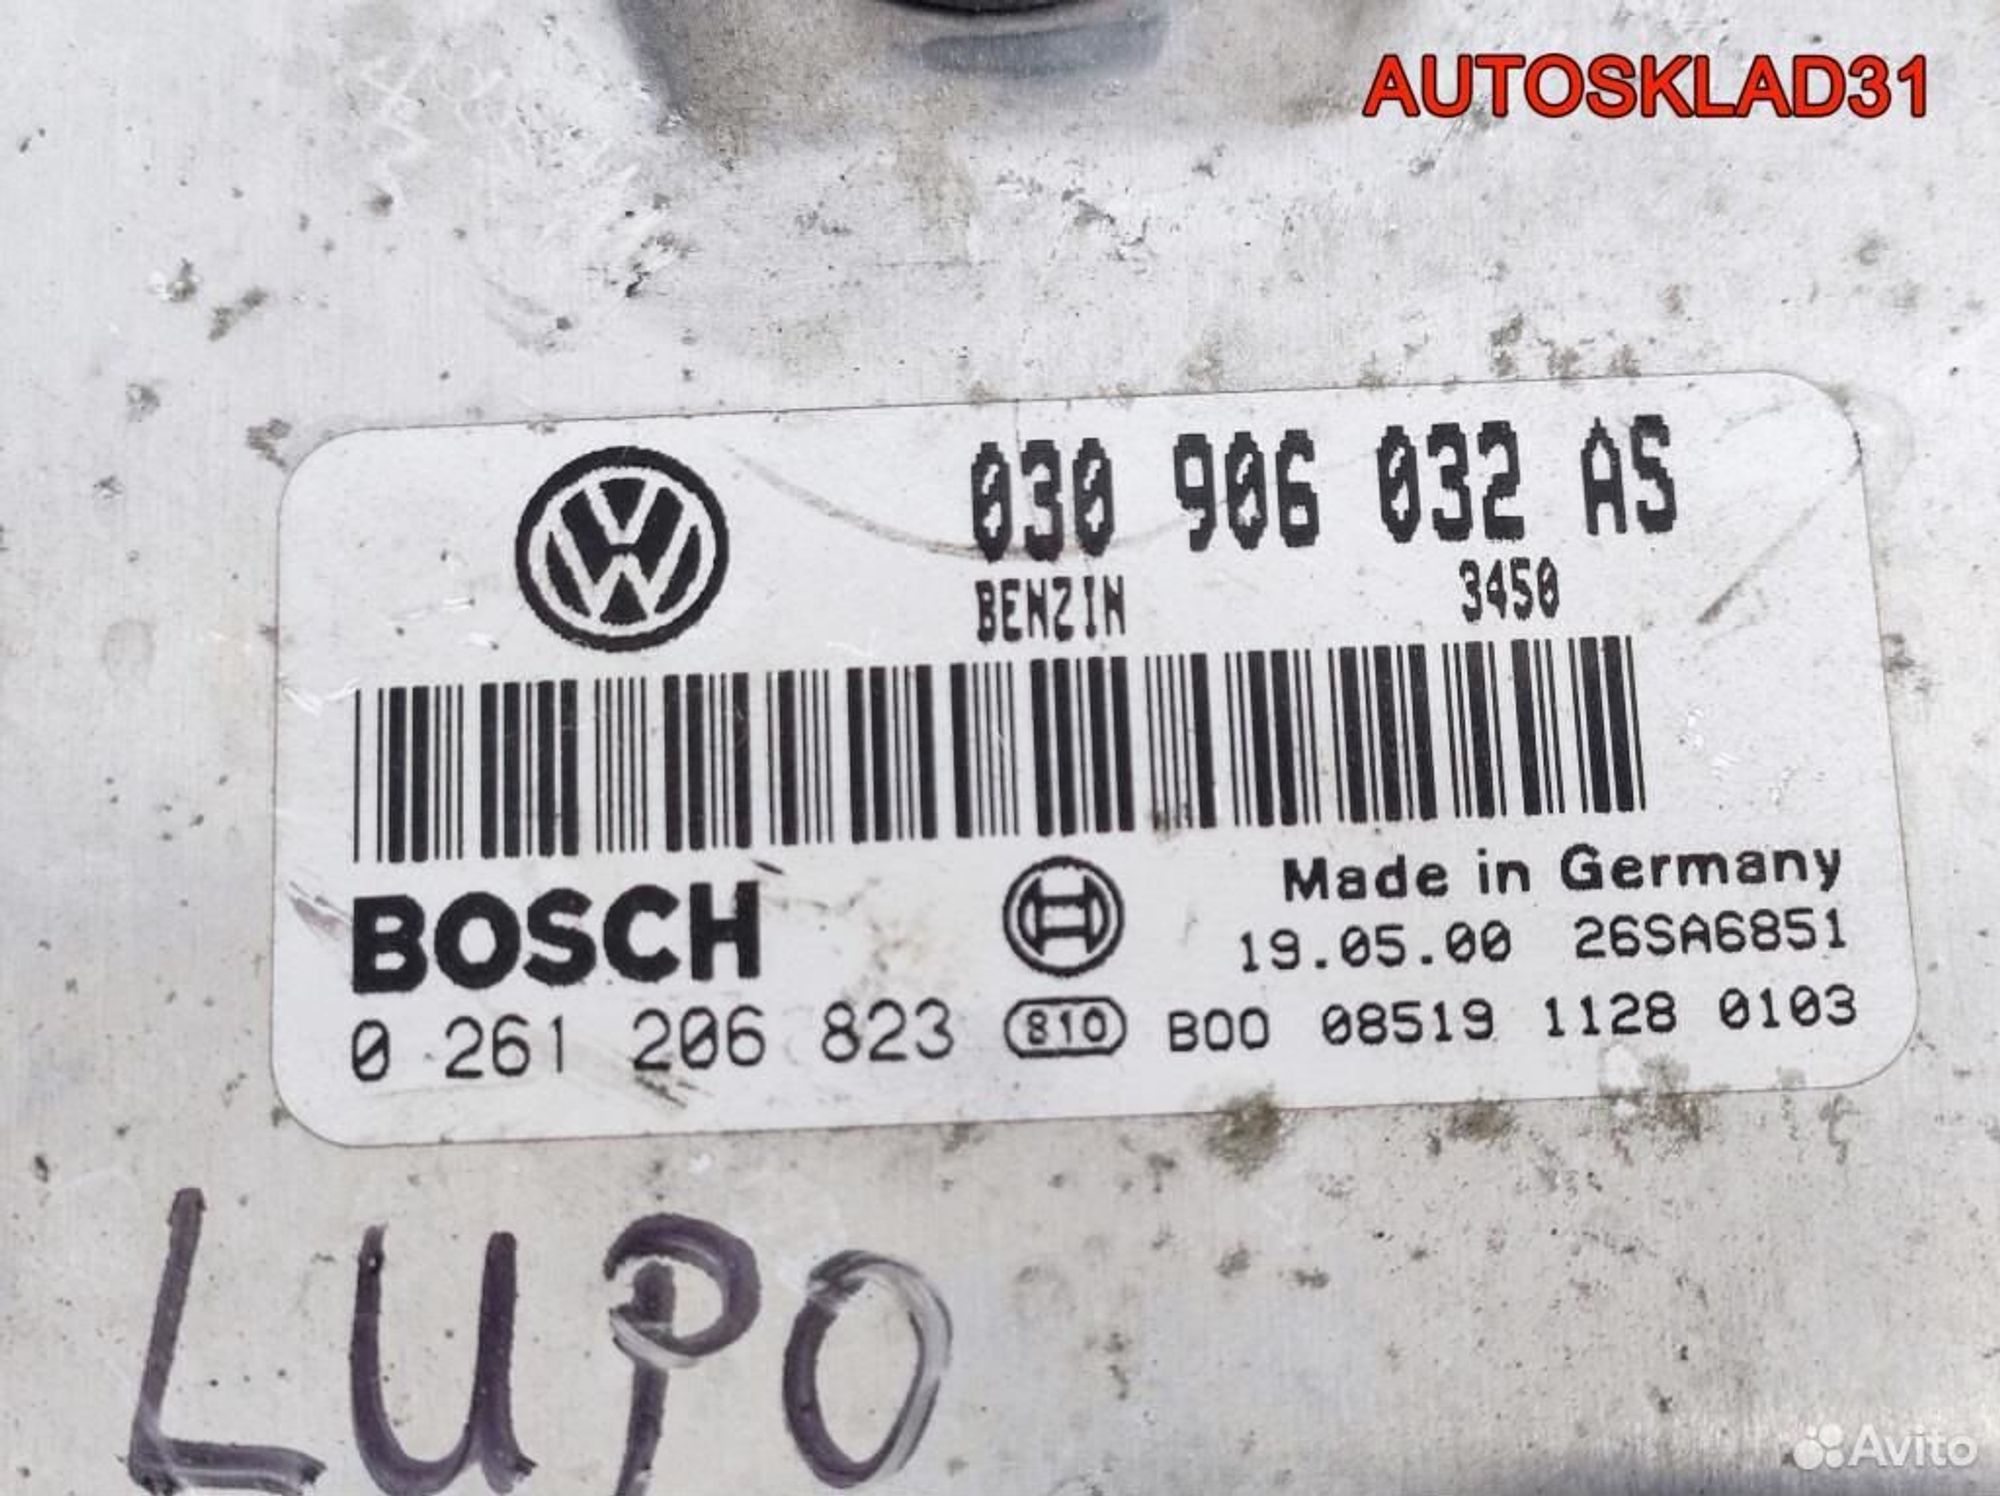 AUTOSKLAD31
030 906 032 AS
BENZIN 3450
BOSCH
Made in Germany
19.05.00 26SA6851
0 261 206 823 810 B00 08519 1128 0103
LUPO
Avito